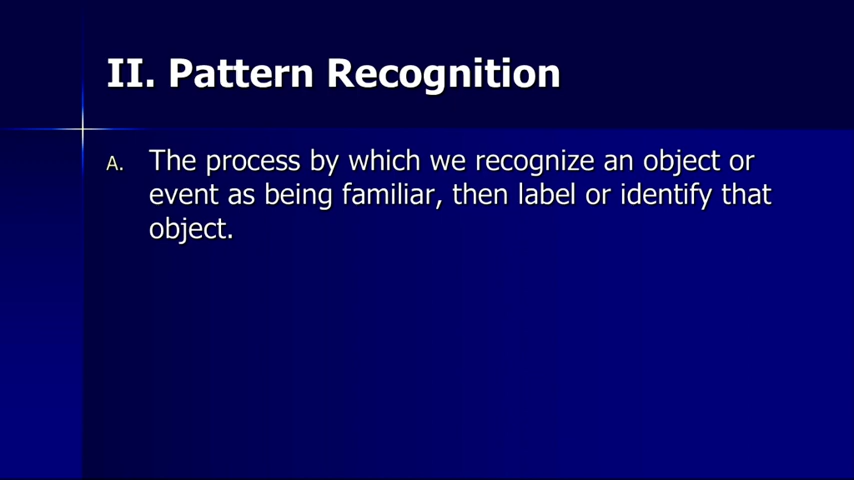 II. Pattern Recognition
A. The process by which we recognize an object or
event as being familiar, then label or identify that
object.